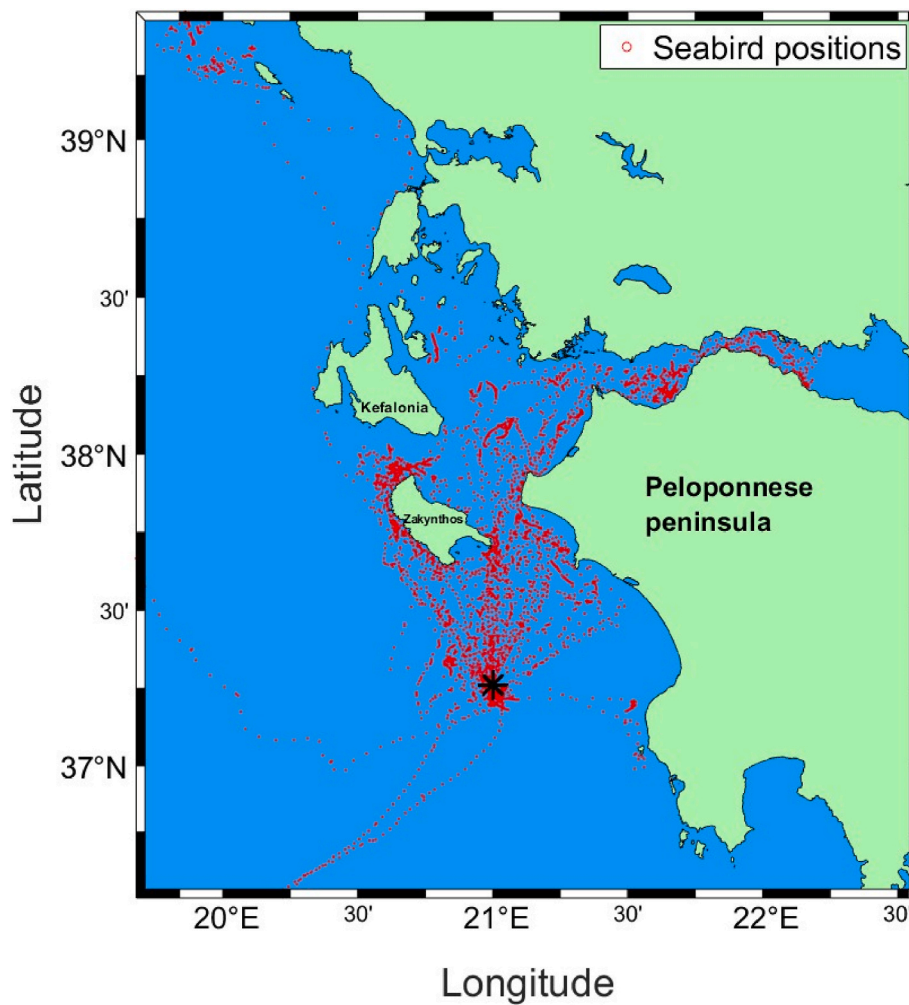 Seabird positions
39°N
30'
Kefalonia
38°N
Latitude
Peloponnese
peninsula
Zakynthos
30'
37°N
20°E
30'
21°E
30'
22°E
30
Longitude